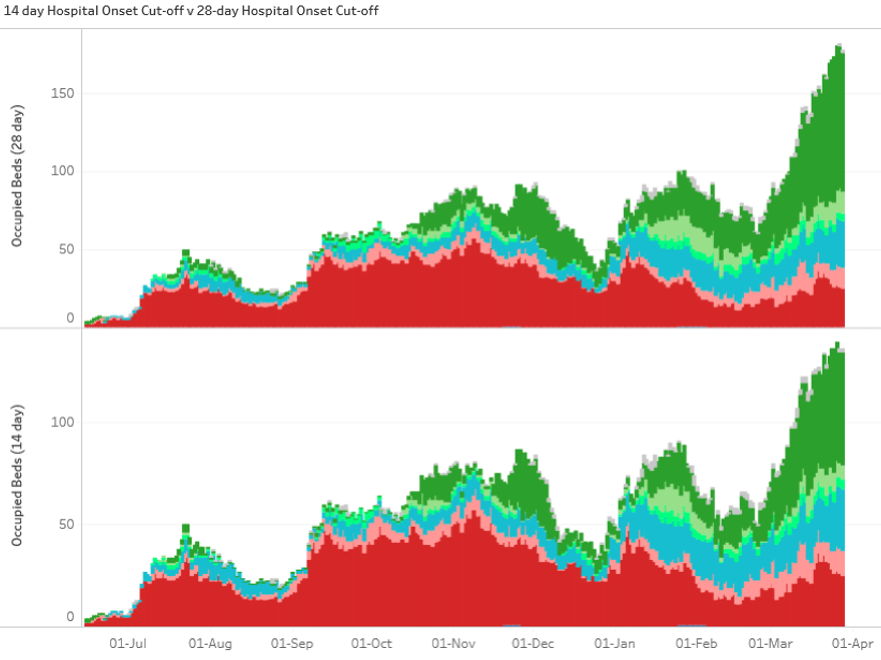 14 day Hospital Onset Cut-off v 28-day Hospital Onset Cut-off
Occupied Beds (28 day)
150
100
50
0
Occupied Beds (14 day)
100
50
0
01-Jul 01-Aug 01-Sep 01-Oct 01-Nov 01-Dec 01-Jan 01-Feb 01-Mar 01-Apr